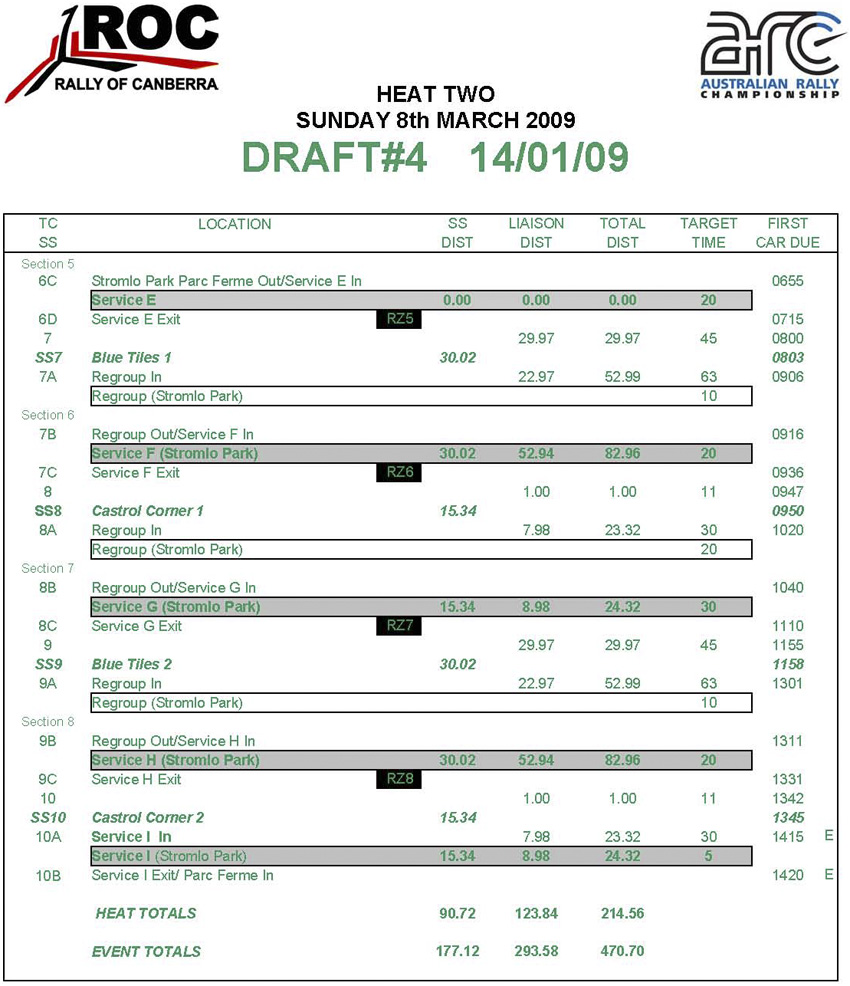 ROC
RALLY OF CANBERRA
arc
AUSTRALIAN RALLY
CHAMPIONSHIP
HEAT TWO
SUNDAY 8th MARCH 2009
DRAFT#4 14/01/09
TC LOCATION SS LIAISON TOTAL TARGET FIRST
SS DIST DIST DIST TIME CAR DUE
Section 5
6C Stromlo Park Parc Ferme Out/Service E In 0655
Service E 0.00 0.00 0.00 20
6D Service E Exit RZ5 0715
7 29.97 29.97 45 0800
SS7 Blue Tiles 1 30.02 0803
7A Regroup In 22.97 52.99 63 0906
Regroup (Stromlo Park) 10
Section 6
7B Regroup Out/Service F In 0916
Service F (Stromlo Park) 30.02 52.94 82.96 20
7C Service F Exit RZ6 0936
8 1.00 1.00 11 0947
SS8 Castrol Corner 1 15.34 0950
8A Regroup In 7.98 23.32 30 1020
Regroup (Stromlo Park) 20
Section 7
8B Regroup Out/Service G In 1040
Service G (Stromlo Park) 15.34 8.98 24.32 30
8C Service G Exit RZ7 1110
9 29.97 29.97 45 1155
SS9 Blue Tiles 2 30.02 1158
9A Regroup In 22.97 52.99 63 1301
Regroup (Stromlo Park) 10
Section 8
9B Regroup Out/Service H In 1311
Service H (Stromlo Park) 30.02 52.94 82.96 20
9C Service H Exit RZ8 1331
10 1.00 1.00 11 1342
SS10 Castrol Corner 2 15.34 1345
10A Service I In 7.98 23.32 30 1415 E
Service I (Stromlo Park) 15.34 8.98 24.32 5
10B Service I Exit/ Parc Ferme In 1420 E
HEAT TOTALS 90.72 123.84 214.56
EVENT TOTALS 177.12 293.58 470.70